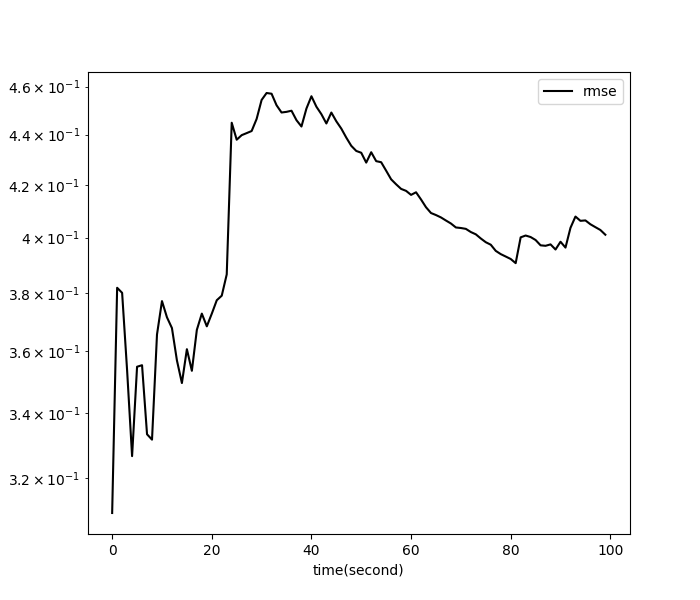 rmse
4.6 × 10⁻¹
4.4 × 10⁻¹
4.2 × 10⁻¹
4 × 10⁻¹
3.8 × 10⁻¹
3.6 × 10⁻¹
3.4 × 10⁻¹
3.2 × 10⁻¹
0 20 40 60 80 100
time(second)